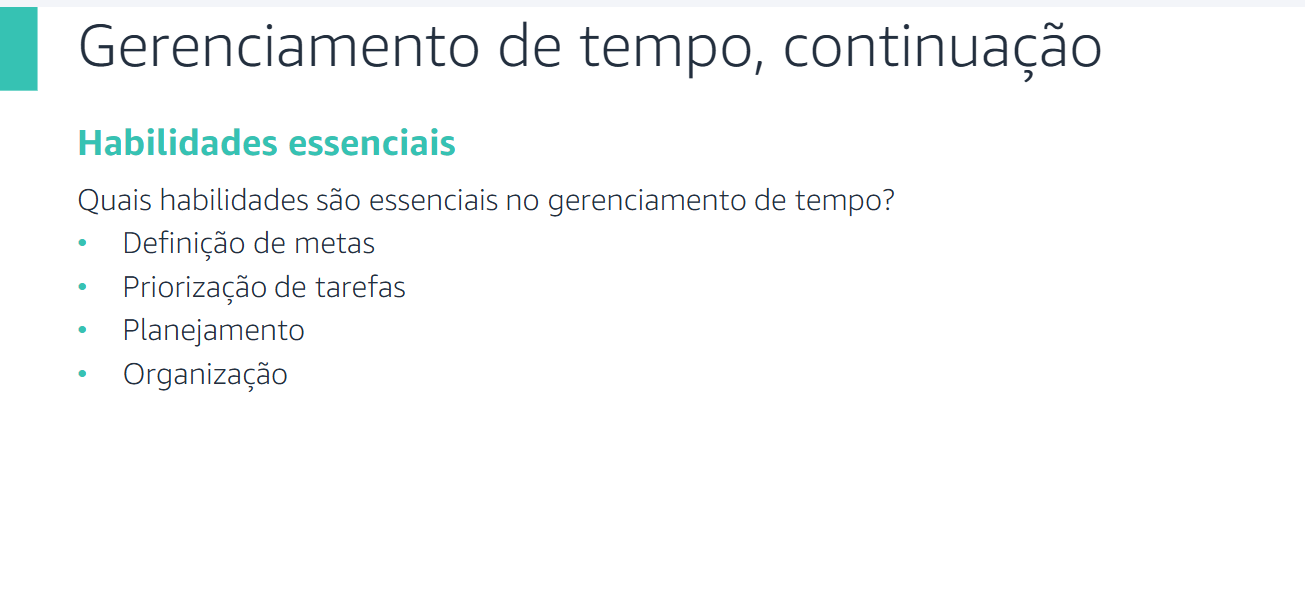 Gerenciamento de tempo, continuação
Habilidades essenciais
Quais habilidades são essenciais no gerenciamento de tempo?
• Definição de metas
• Priorização de tarefas
• Planejamento
• Organização